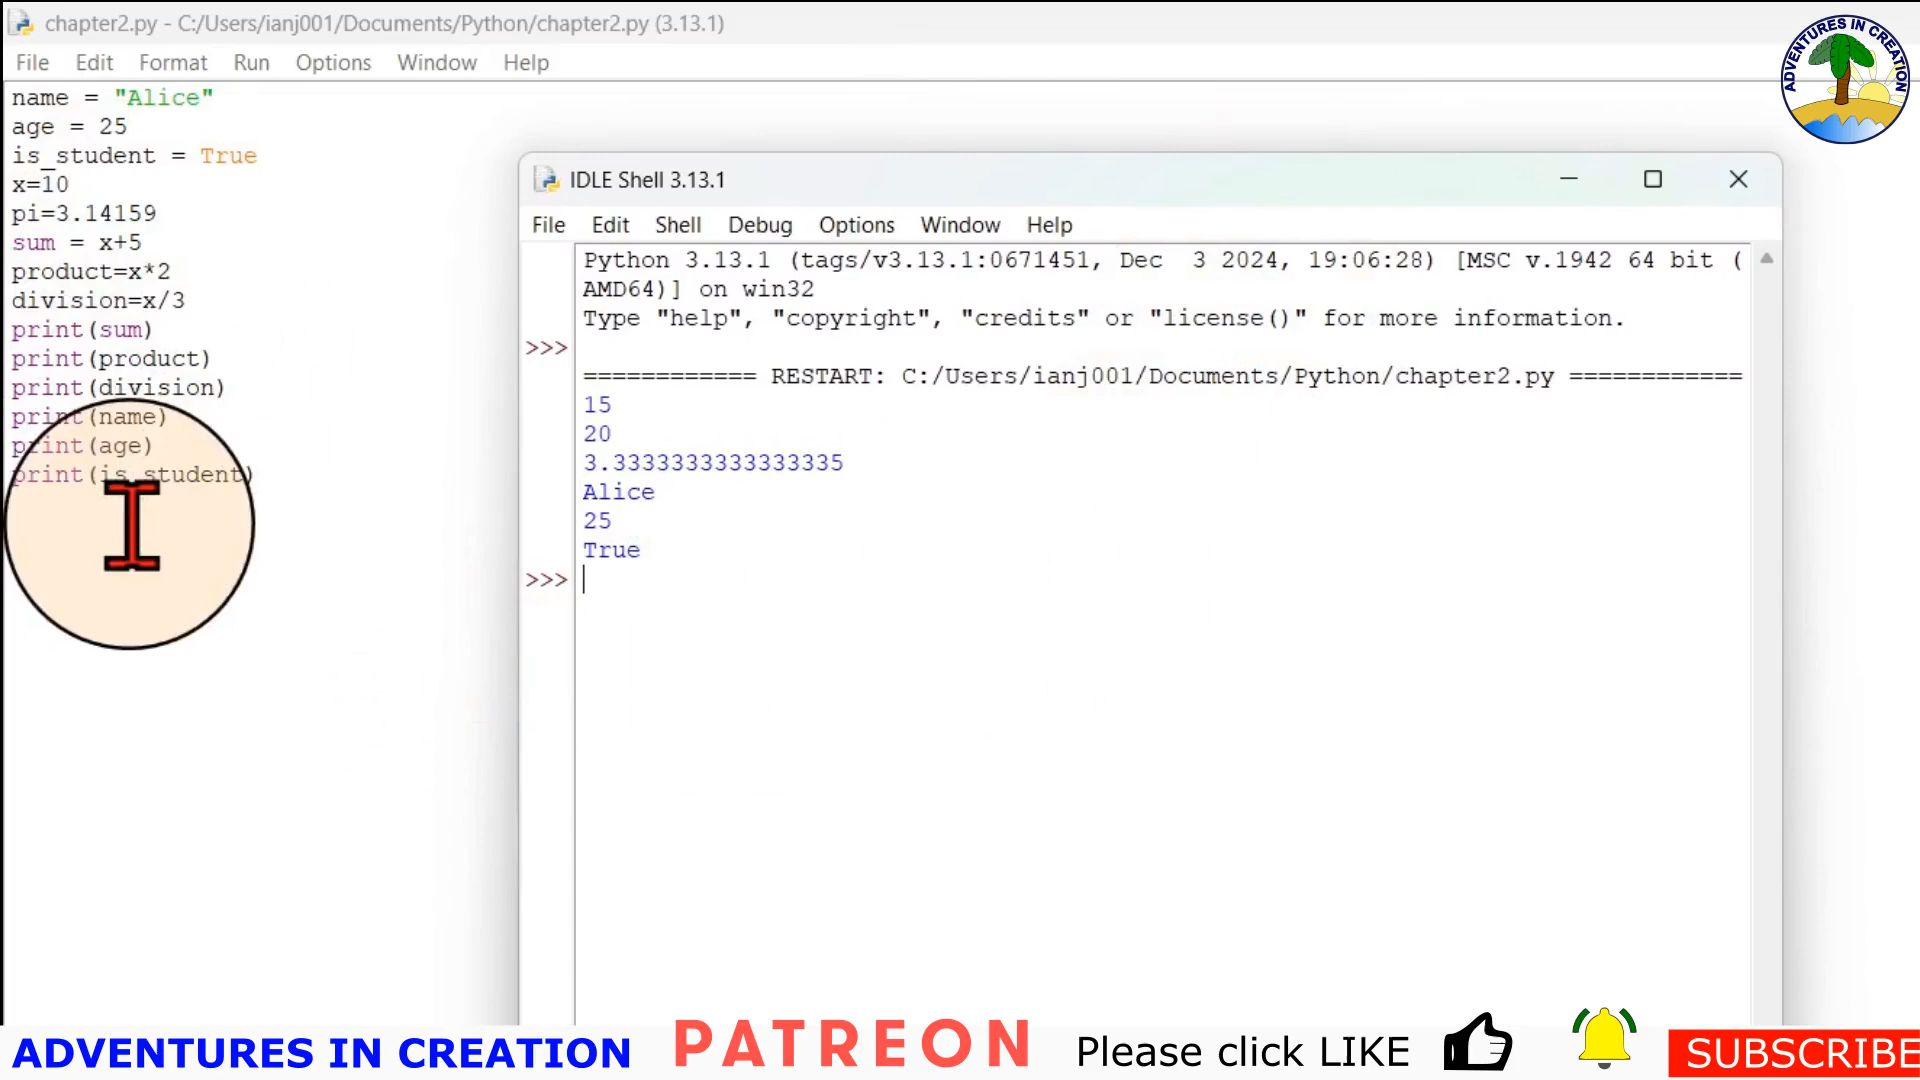 chapter2.py - C:/Users/ianj001/Documents/Python/chapter2.py (3.13.1)
File Edit Format Run Options Window Help
name = "Alice"
age = 25
is_student = True
x=10
pi=3.14159
sum = x+5
product=x*2
division=x/3
print(sum)
print(product)
print(division)
print(name)
print(age)
print(is_student)
IDLE Shell 3.13.1
File Edit Shell Debug Options Window Help
Python 3.13.1 (tags/v3.13.1:0671451, Dec  3 2024, 19:06:28) [MSC v.1942 64 bit (
AMD64)] on win32
Type "help", "copyright", "credits" or "license()" for more information.
>>>
============ RESTART: C:/Users/ianj001/Documents/Python/chapter2.py ============
15
20
3.3333333333333335
Alice
25
True
>>>
ADVENTURES IN CREATION
ADVENTURES IN CREATION PATREON Please click LIKE SUBSCRIBE